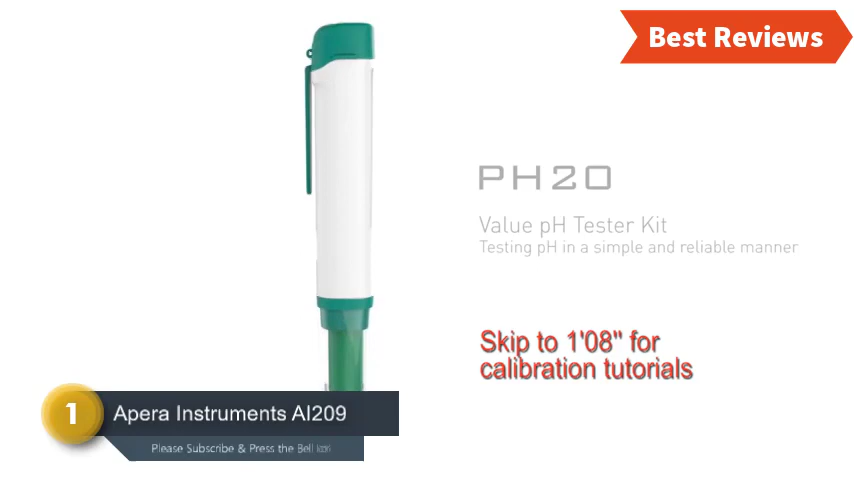 Best Reviews
PH20
Value pH Tester Kit
Testing pH in a simple and reliable manner
Skip to 1'08" for
calibration tutorials
1
Apera Instruments AI209
Please Subscribe & Press the Bell Icon